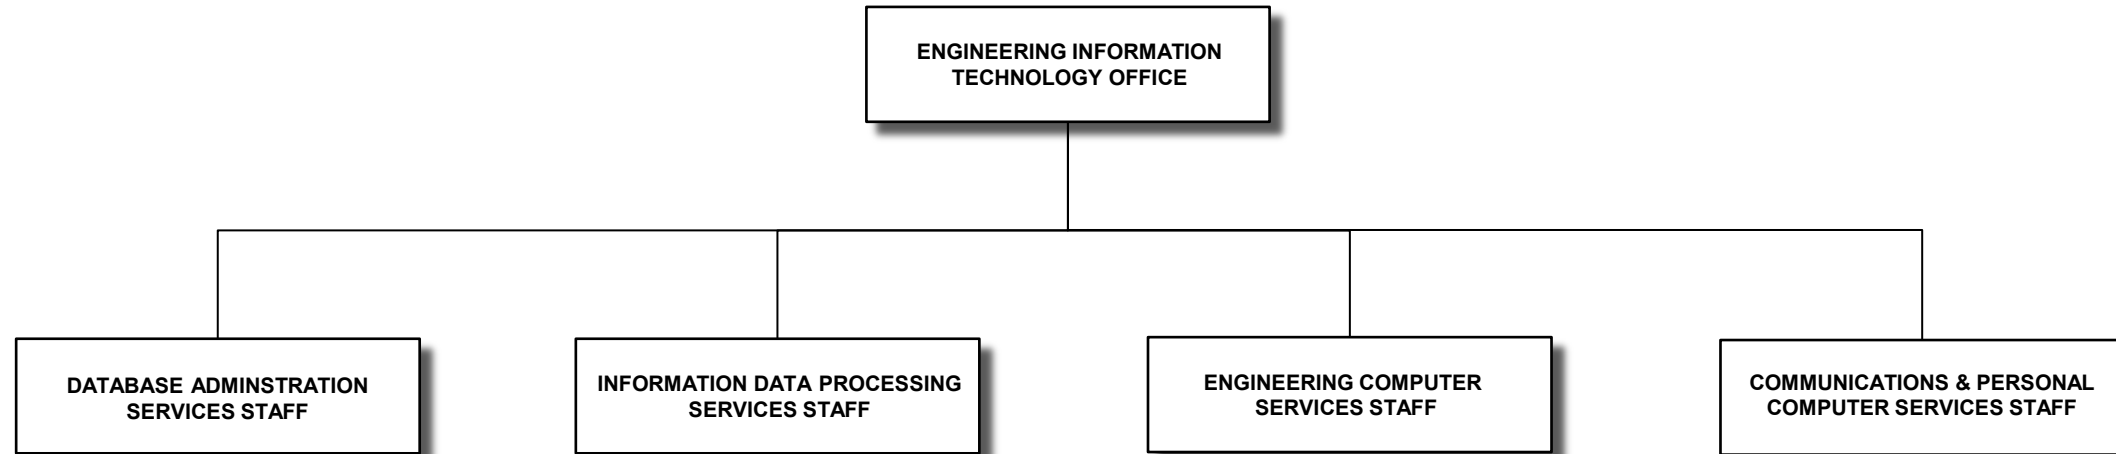 ENGINEERING INFORMATION
TECHNOLOGY OFFICE
DATABASE ADMINSTRATION
SERVICES STAFF
INFORMATION DATA PROCESSING
SERVICES STAFF
ENGINEERING COMPUTER
SERVICES STAFF
COMMUNICATIONS & PERSONAL
COMPUTER SERVICES STAFF